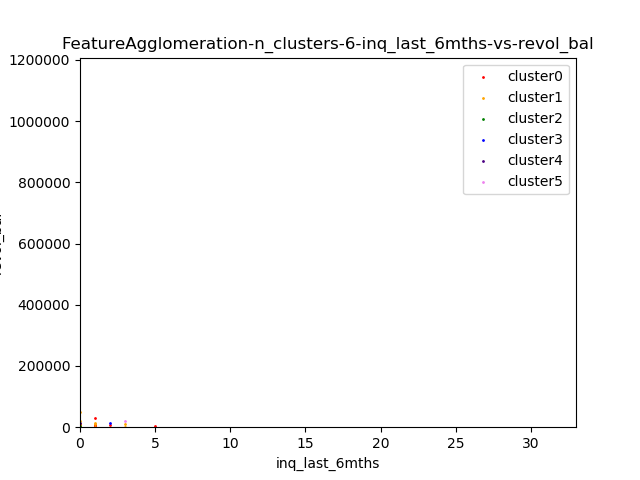 FeatureAgglomeration-n_clusters-6-inq_last_6mths-vs-revol_bal
1200000
1000000
800000
600000
400000
200000
0
0
5
10
15
20
25
30
inq_last_6mths
cluster0
cluster1
cluster2
cluster3
cluster4
cluster5